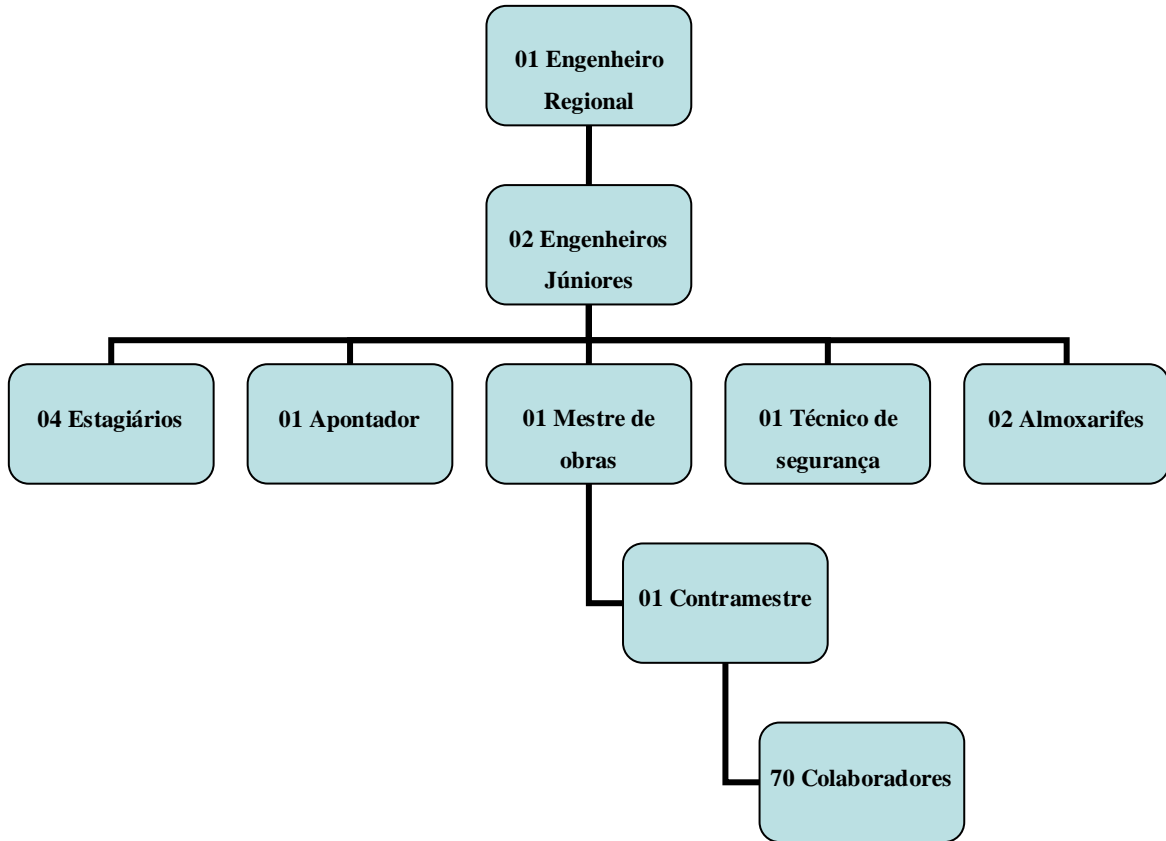 01 Engenheiro
Regional
02 Engenheiros
Júniores
04 Estagiários
01 Apontador
01 Mestre de
obras
01 Técnico de
segurança
02 Almoxarifes
01 Contramestre
70 Colaboradores